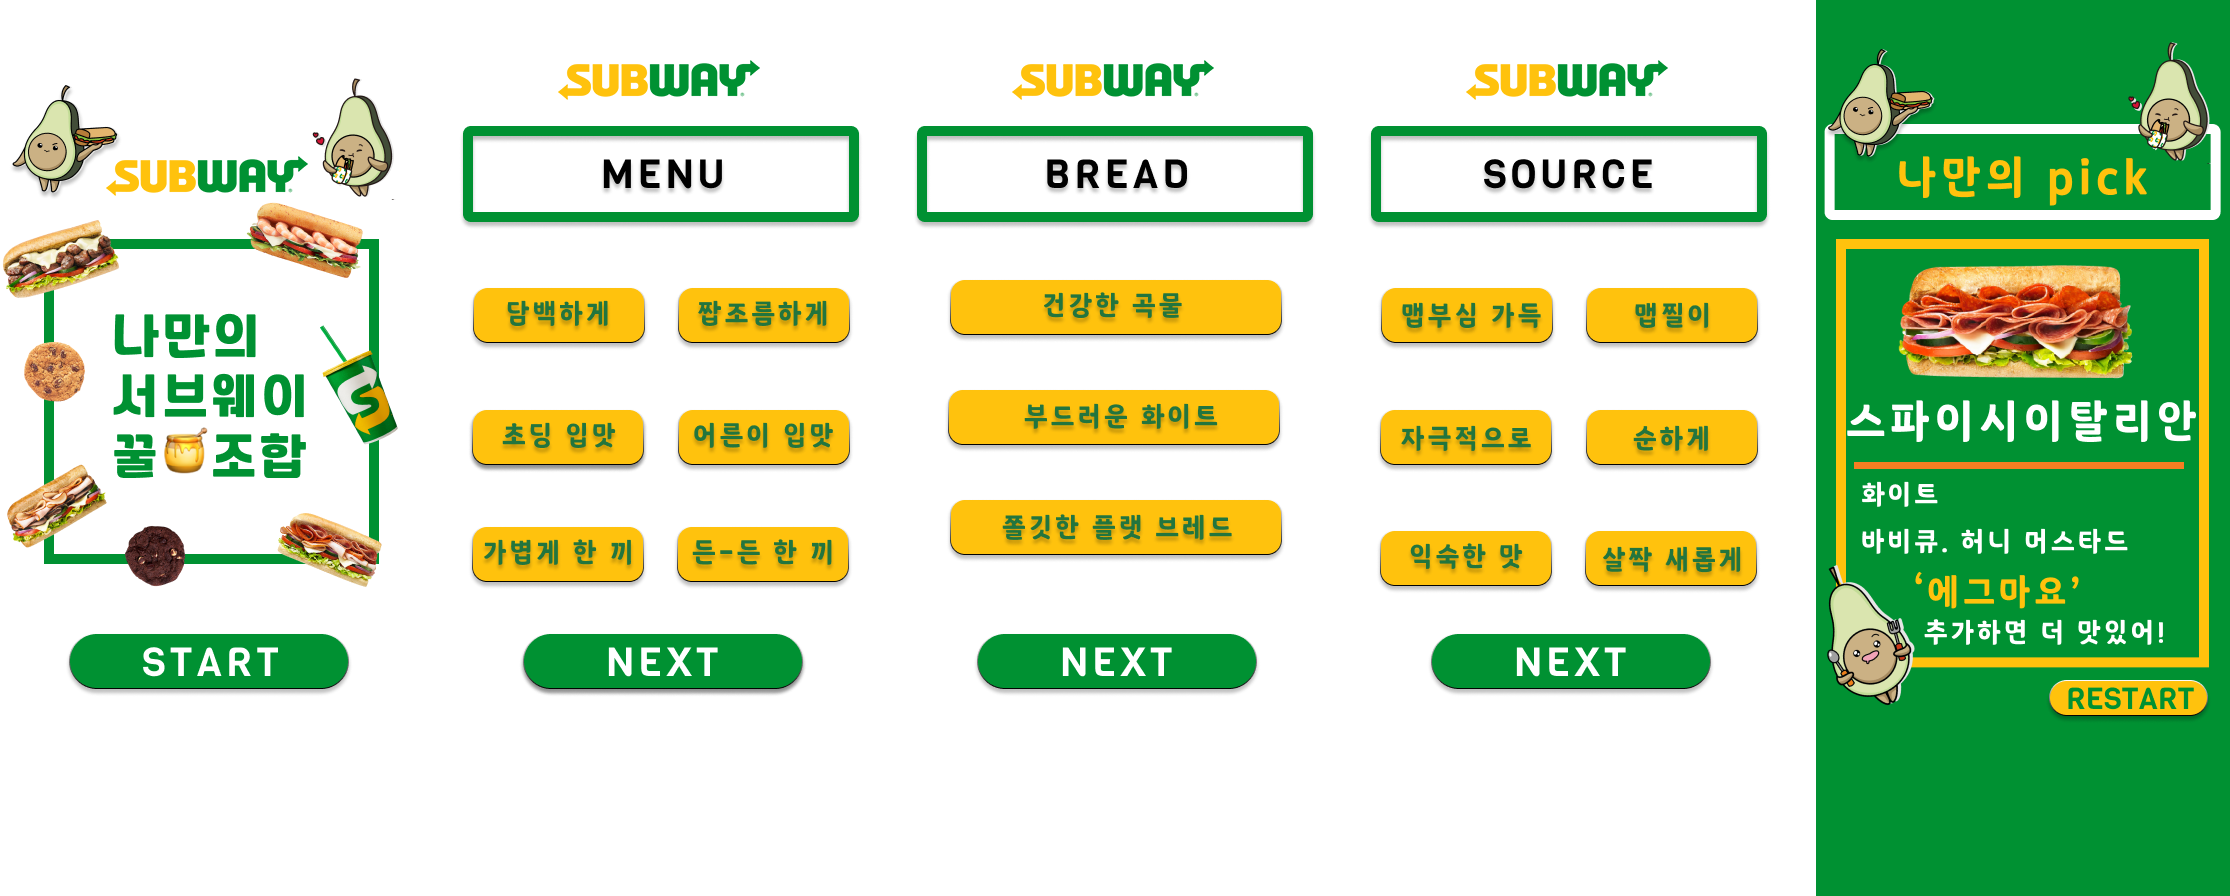 SUBWAY
나만의
서브웨이
꿀 조합
START
SUBWAY
MENU
담백하게 짭조름하게
초딩 입맛 어른이 입맛
가볍게 한 끼 든-든 한 끼
NEXT
SUBWAY
BREAD
건강한 곡물
부드러운 화이트
쫄깃한 플랫 브레드
NEXT
SUBWAY
SOURCE
맵부심 가득 맵찔이
자극적으로 순하게
익숙한 맛 살짝 새롭게
NEXT
나만의 pick
스파이시이탈리안
화이트
바비큐. 허니 머스타드
‘에그마요’
추가하면 더 맛있어!
RESTART